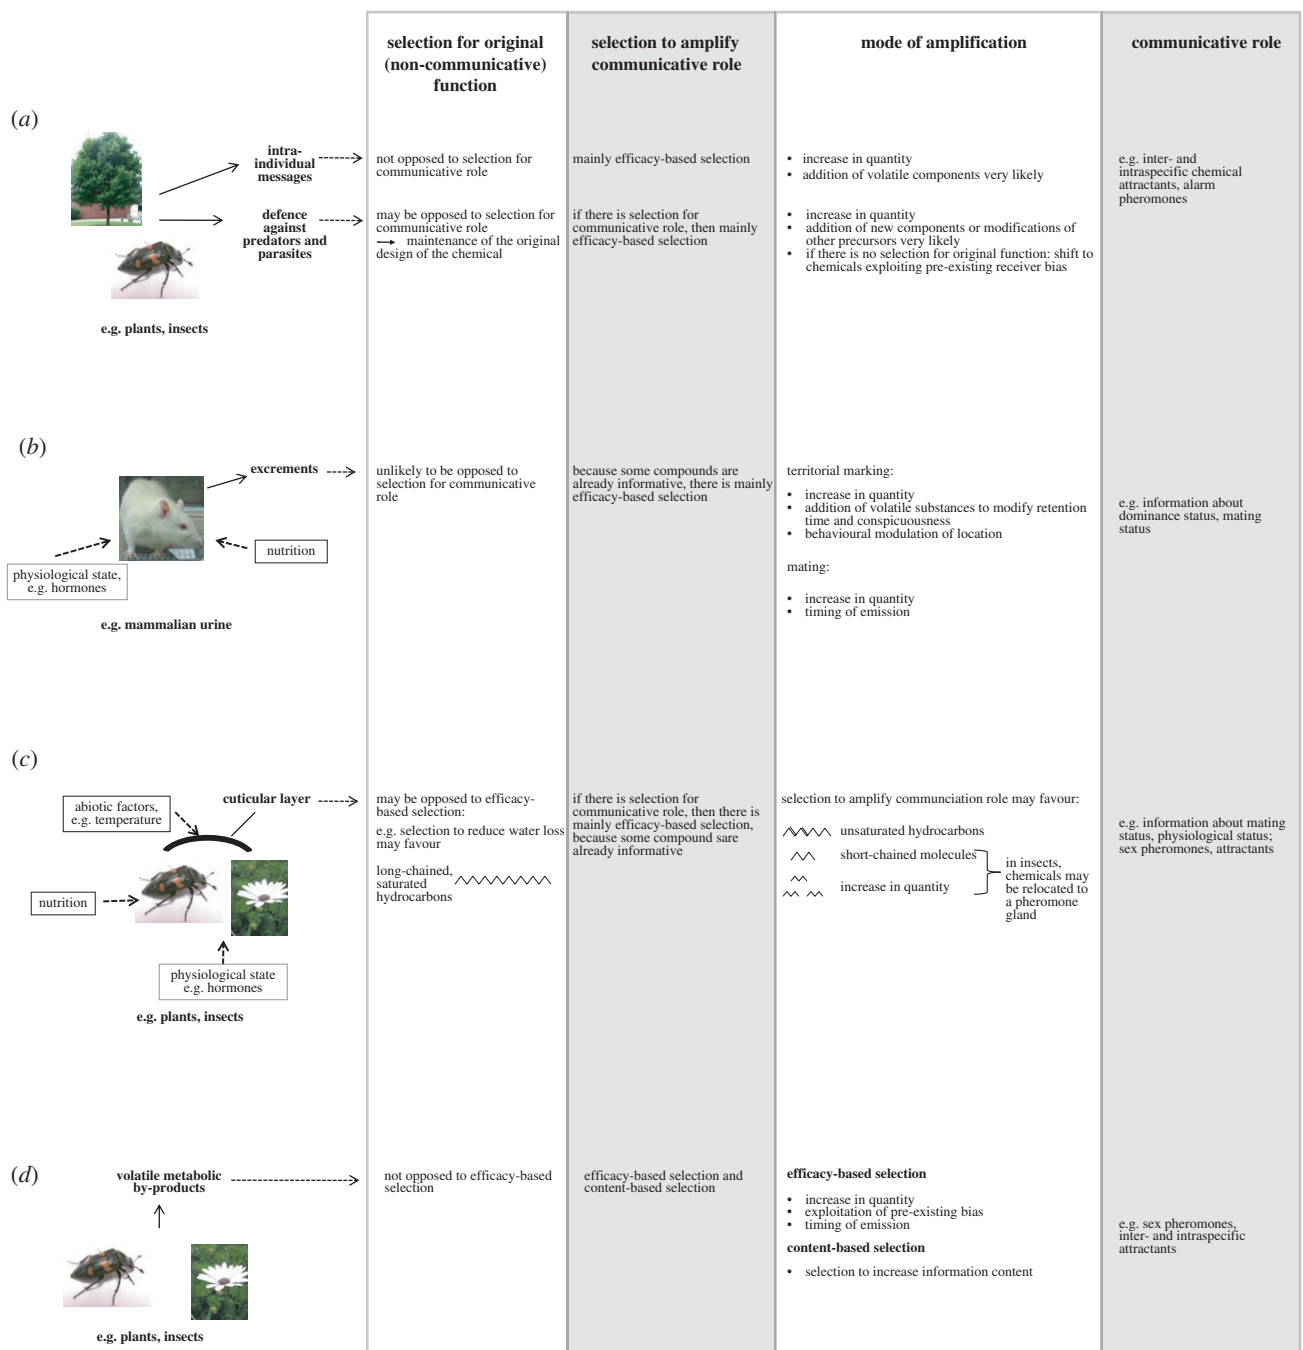 selection for original
(non-communicative)
function
selection to amplify
communicative role
mode of amplification
communicative role
(a)
intra-
individual
messages
not opposed to selection for
communicative role
mainly efficacy-based selection
• increase in quantity
• addition of volatile components very likely
e.g. inter- and
intraspecific chemical
attractants, alarm
pheromones
defence
against
predators and
parasites
may be opposed to selection for
communicative role
→ maintenance of the original
design of the chemical
if there is selection for
communicative role, then mainly
efficacy-based selection
• increase in quantity
• addition of new components or modifications of
other precursors very likely
• if there is no selection for original function: shift to
chemicals exploiting pre-existing receiver bias
e.g. plants, insects
(b)
excrements
unlikely to be opposed to
selection for communicative
role
because some compounds are
already informative, there is mainly
efficacy-based selection
territorial marking:
• increase in quantity
• addition of volatile substances to modify retention
time and conspicuousness
• behavioural modulation of location
mating:
• increase in quantity
• timing of emission
e.g. information about
dominance status, mating
status
nutrition
physiological state,
e.g. hormones
e.g. mammalian urine
(c)
abiotic factors,
e.g. temperature
cuticular layer
may be opposed to efficacy-
based selection:
e.g. selection to reduce water loss
may favour
long-chained,
saturated
hydrocarbons
if there is selection for
communicative role, then there is
mainly efficacy-based selection,
because some compound sare
already informative
selection to amplify communciation role may favour:
unsaturated hydrocarbons
short-chained molecules
increase in quantity
in insects,
chemicals may
be relocated to
a pheromone
gland
e.g. information about mating
status, physiological status;
sex pheromones, attractants
nutrition
physiological state
e.g. hormones
e.g. plants, insects
(d)
volatile metabolic
by-products
not opposed to efficacy-based
selection
efficacy-based selection and
content-based selection
efficacy-based selection
• increase in quantity
• exploitation of pre-existing bias
• timing of emission
content-based selection
• selection to increase information content
e.g. sex pheromones,
inter- and intraspecific
attractants
e.g. plants, insects